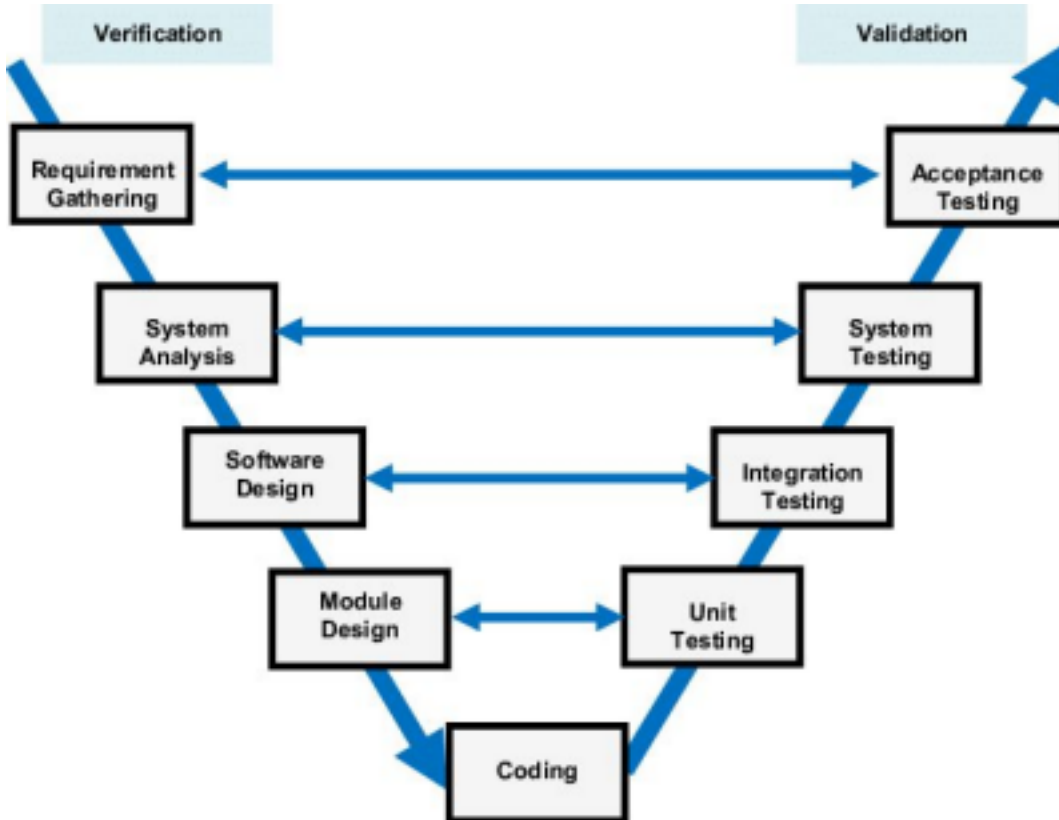 Verification
Validation
Requirement
Gathering
Acceptance
Testing
System
Analysis
System
Testing
Software
Design
Integration
Testing
Module
Design
Unit
Testing
Coding